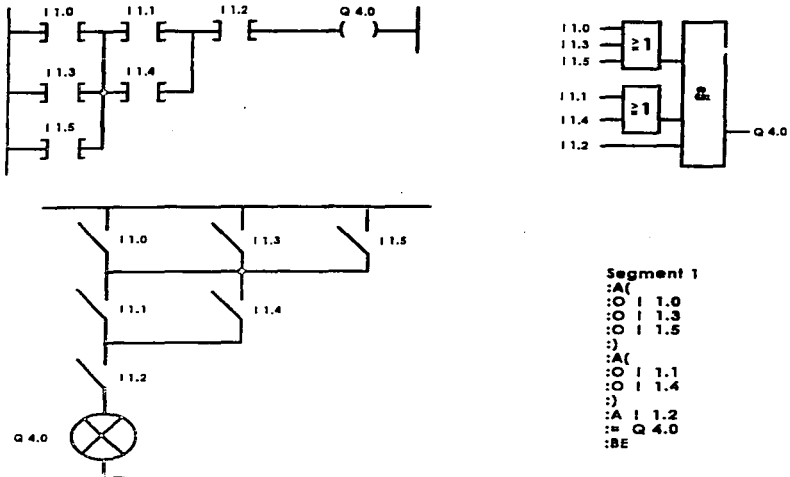 I 1.0 I 1.1 I 1.2 Q 4.0
I 1.3 I 1.4
I 1.5
I 1.0
I 1.3
I 1.5
≥1
I 1.1
I 1.4
≥1
I 1.2
&
Q 4.0
I 1.0 I 1.3 I 1.5
I 1.1 I 1.4
I 1.2
Q 4.0
Segment 1
:A(
:O I 1.0
:O I 1.3
:O I 1.5
:)
:A(
:O I 1.1
:O I 1.4
:)
:A I 1.2
:= Q 4.0
:BE